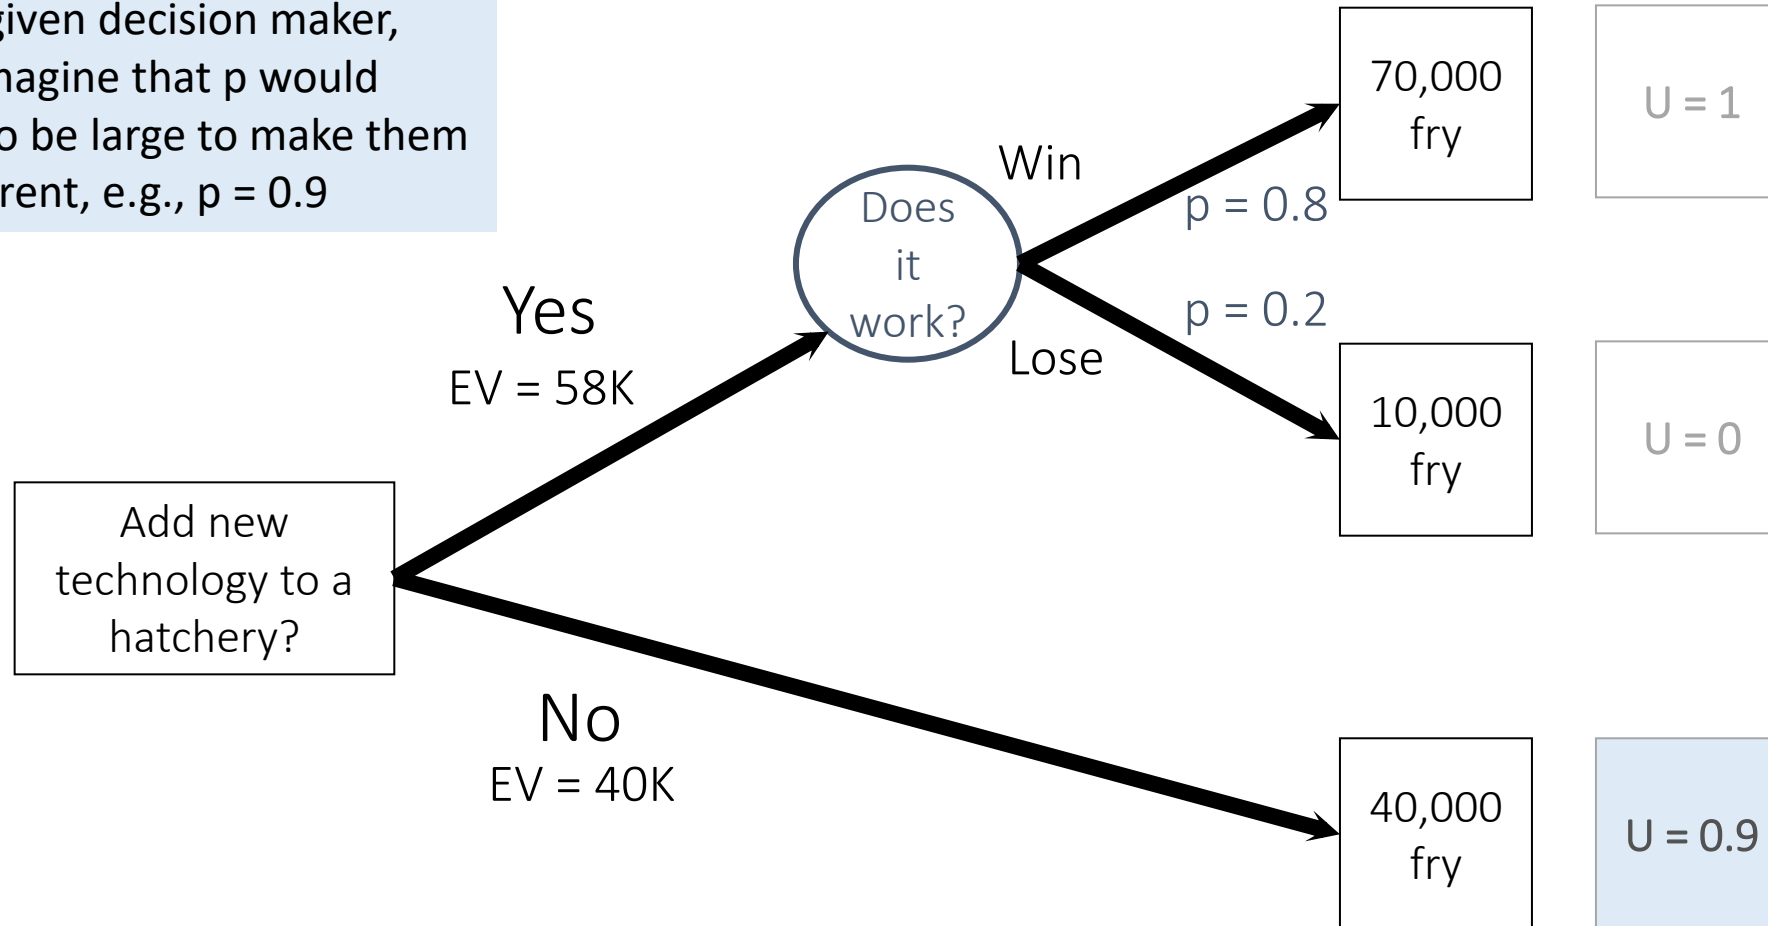 given decision maker,
magine that p would
o be large to make them
rent, e.g., p = 0.9
70,000
fry
U = 1
Win
p = 0.8
Does
it
work?
p = 0.2
Lose
Yes
EV = 58K
10,000
fry
U = 0
Add new
technology to a
hatchery?
No
EV = 40K
40,000
fry
U = 0.9